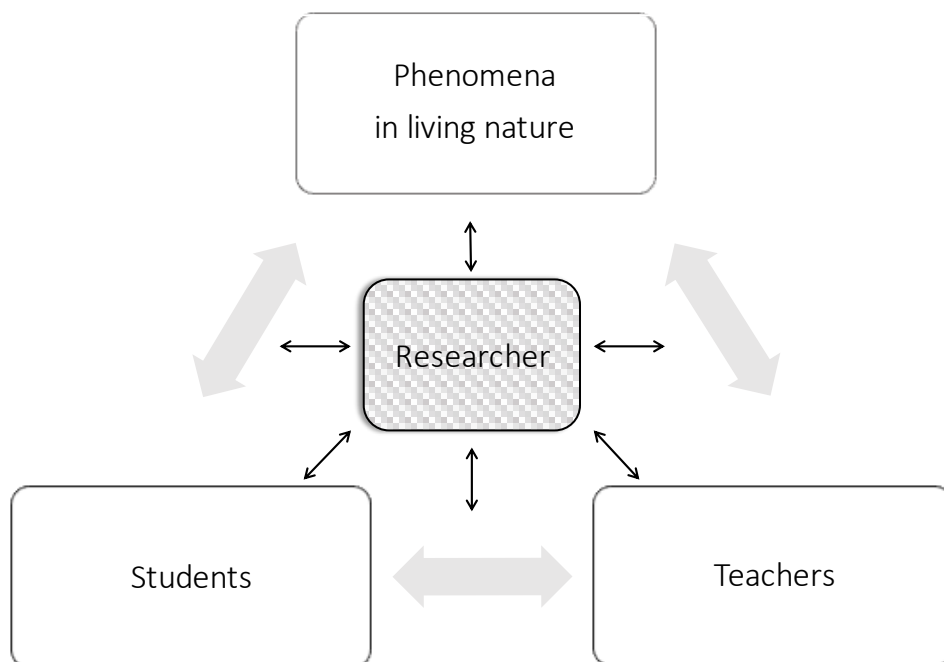 Phenomena
in living nature
Researcher
Students
Teachers